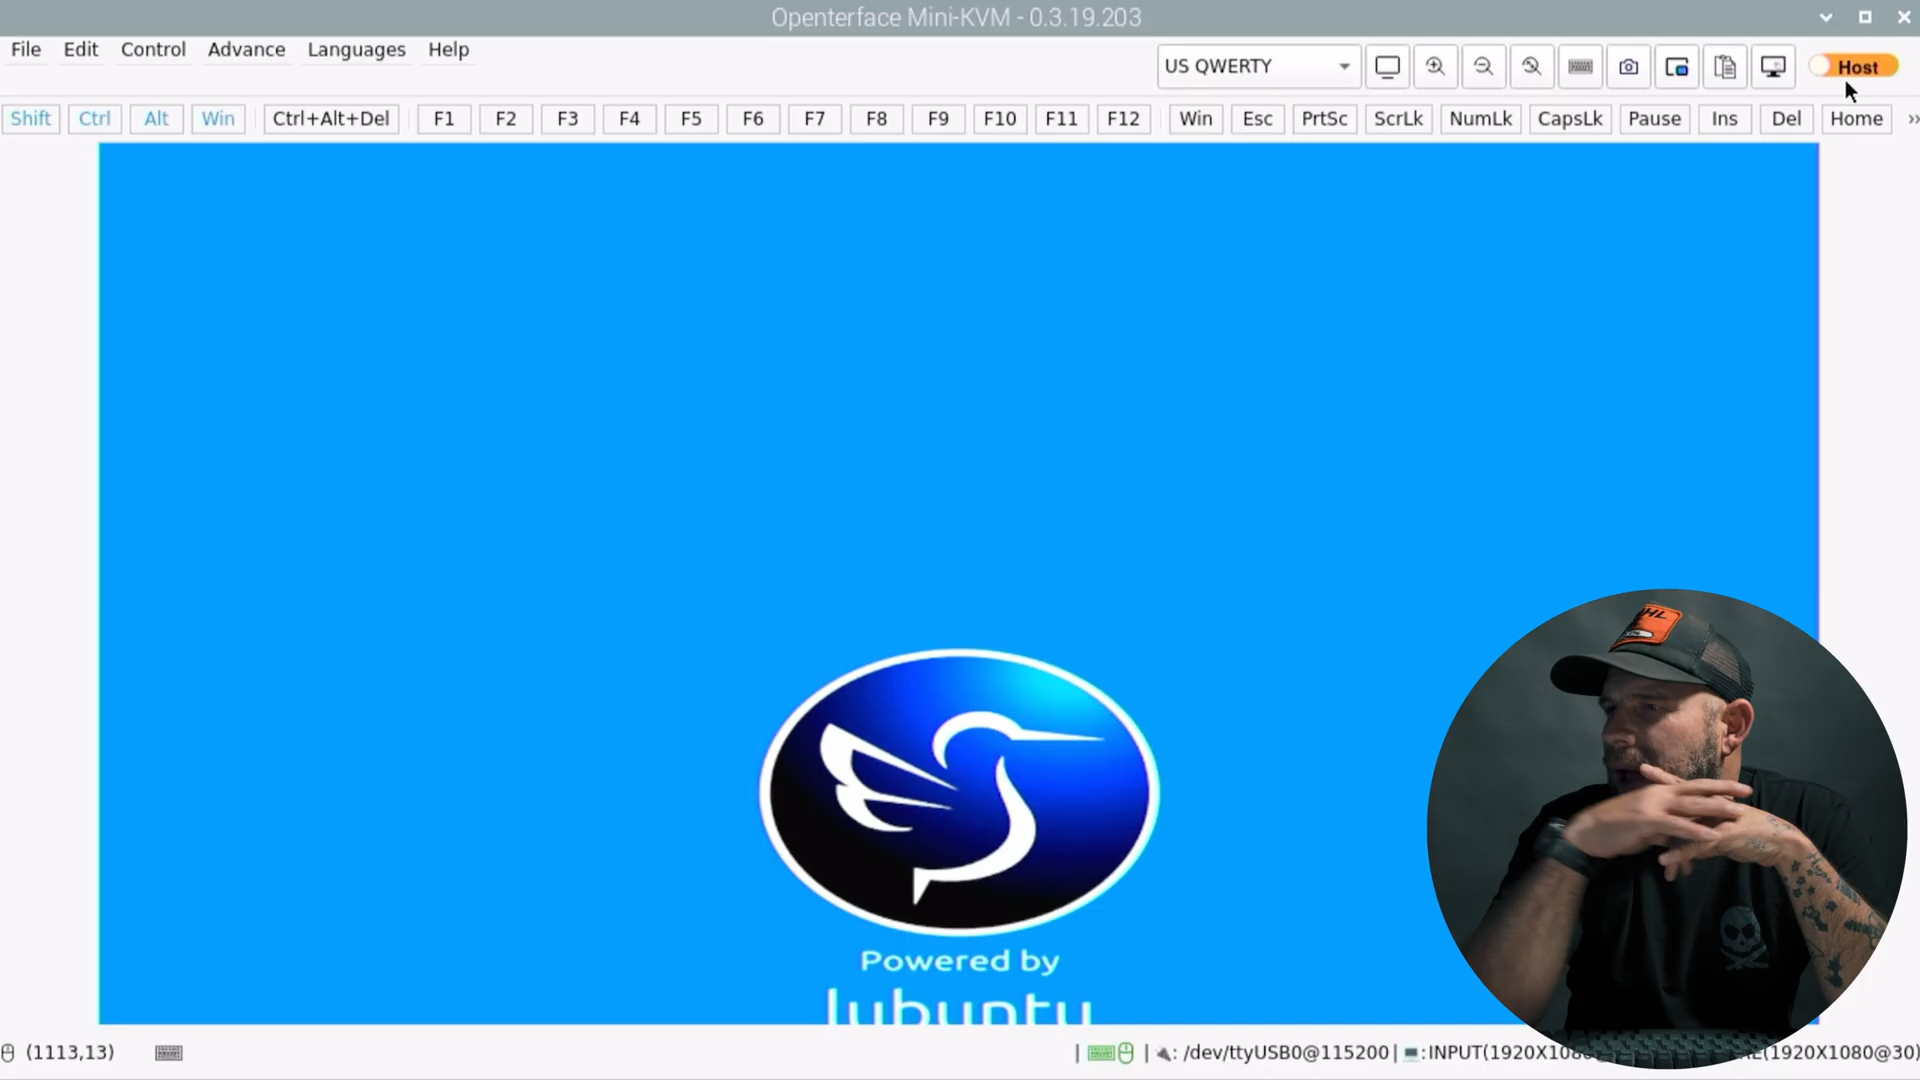 Openterface Mini-KVM - 0.3.19.203
File Edit Control Advance Languages Help
US QWERTY
Host
Shift Ctrl Alt Win Ctrl+Alt+Del F1 F2 F3 F4 F5 F6 F7 F8 F9 F10 F11 F12 Win Esc PrtSc ScrLk NumLk CapsLk Pause Ins Del Home »
Powered by
lubuntu
(1113,13) | | : /dev/ttyUSB0@115200 | :INPUT(1920X108 (1920X1080@30)